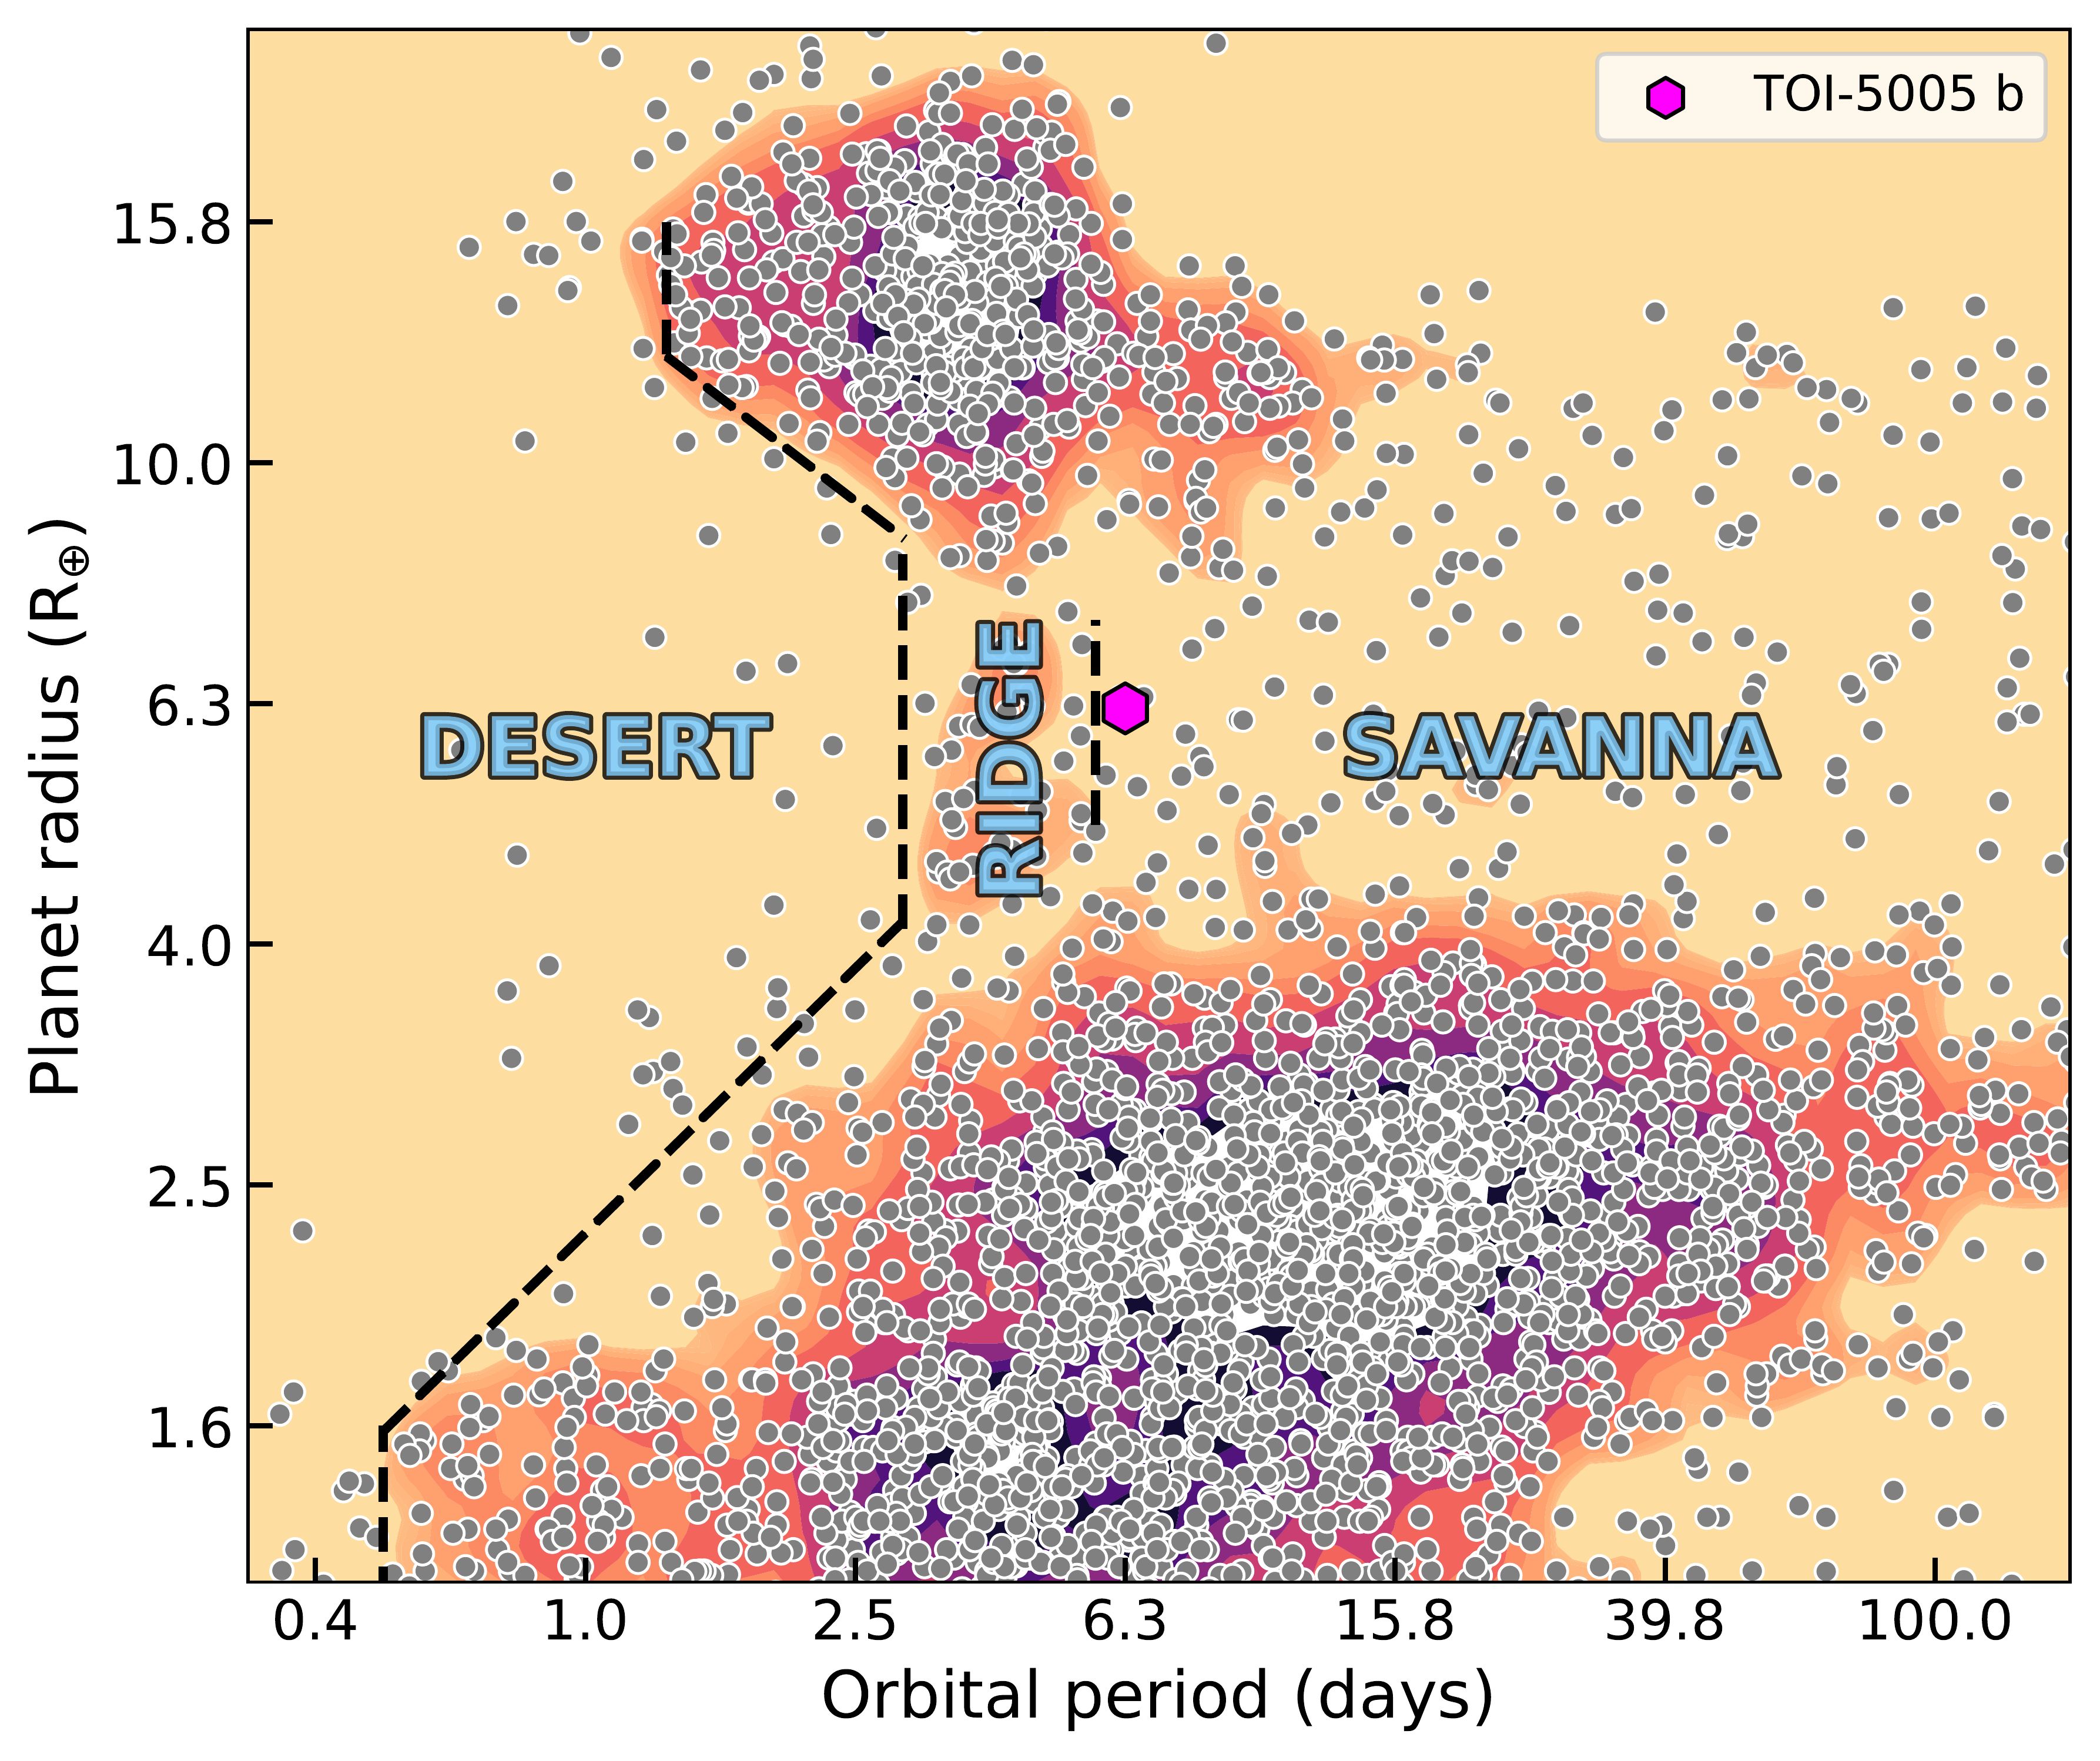 TOI-5005 b
Planet radius (R⊕)
15.8
10.0
6.3
4.0
2.5
1.6
DESERT
RIDGE
SAVANNA
0.4
1.0
2.5
6.3
15.8
39.8
100.0
Orbital period (days)